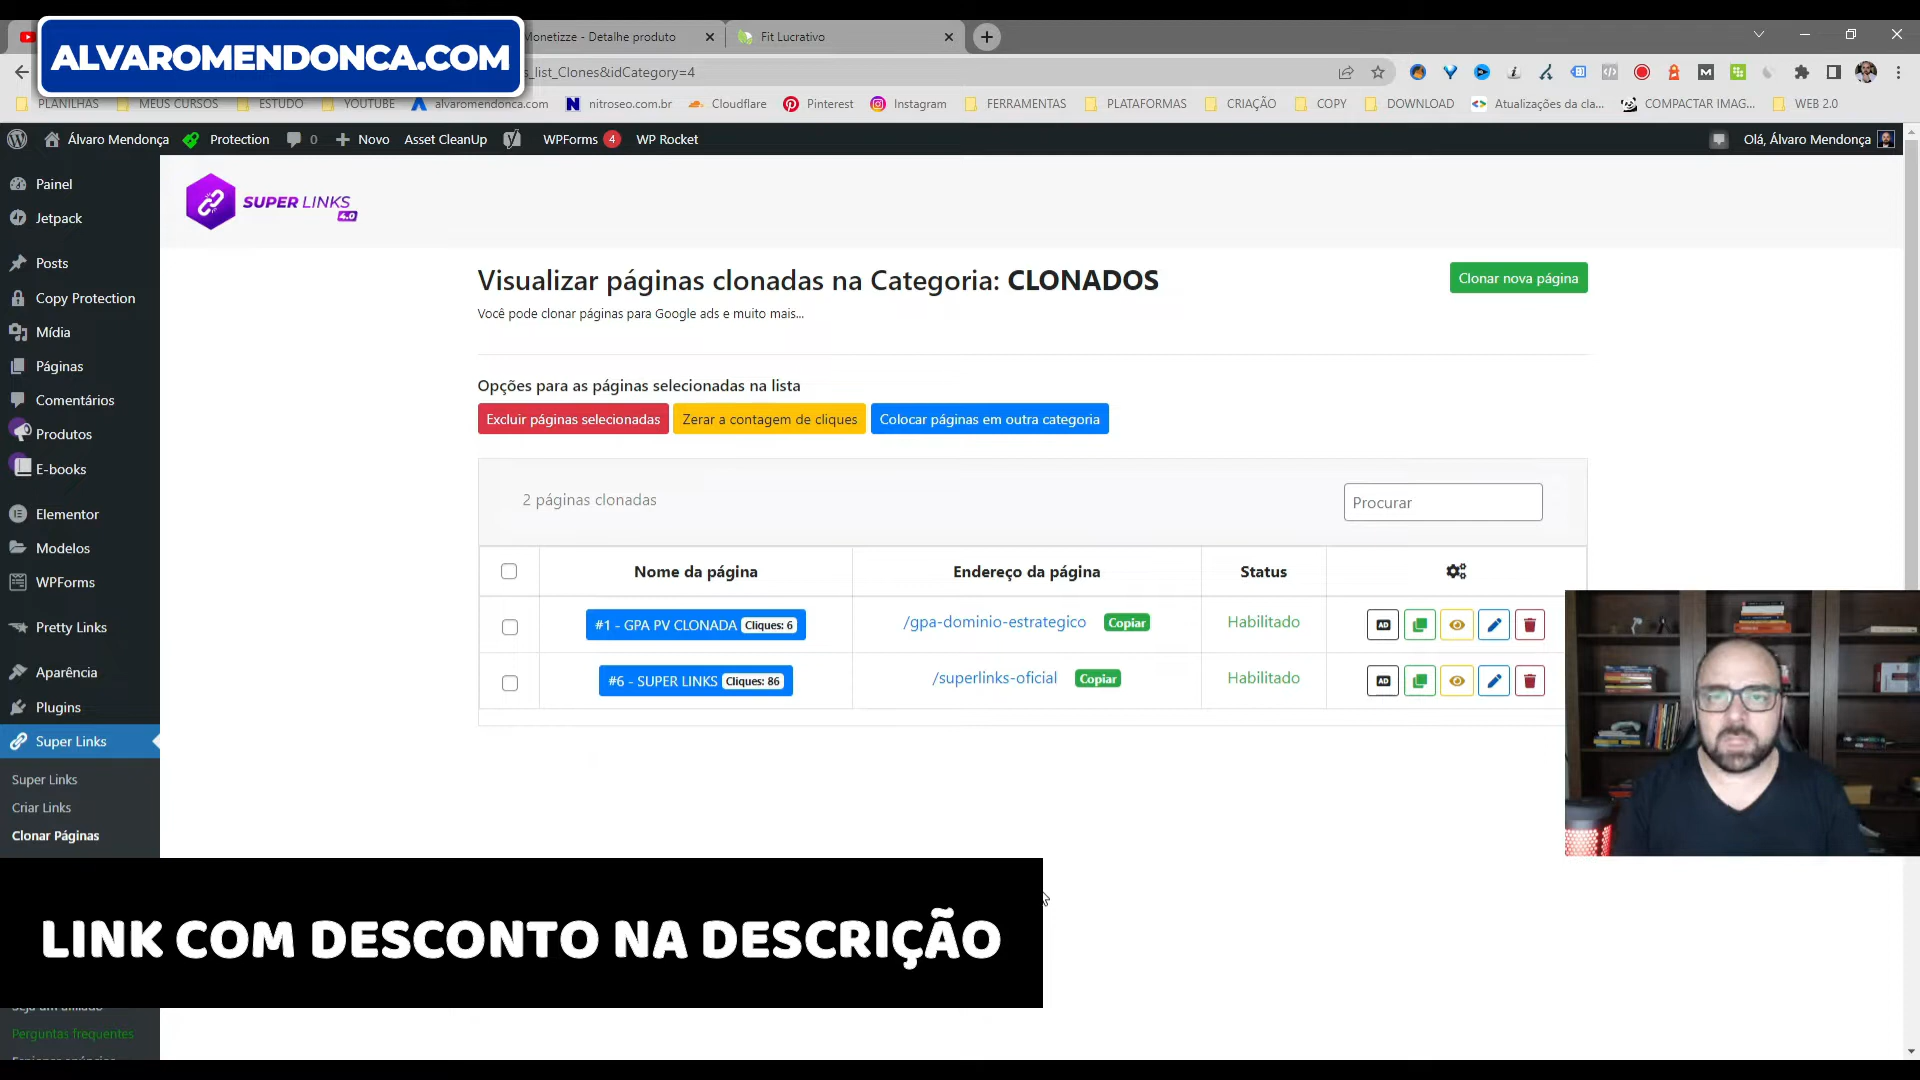 ALVAROMENDONCA.COM
Monetizze - Detalhe produto
Fit Lucrativo
s_list_Clones&idCategory=4
PLANILHAS
MEUS CURSOS
ESTUDO
YOUTUBE
alvaromendonca.com
nitroseo.com.br
Cloudflare
Pinterest
Instagram
FERRAMENTAS
PLATAFORMAS
CRIAÇÃO
COPY
DOWNLOAD
Atualizações da cla...
COMPACTAR IMAG...
WEB 2.0
Álvaro Mendonça
Protection
0
Novo
Asset CleanUp
WPForms 4
WP Rocket
Olá, Álvaro Mendonça
Painel
Jetpack
Posts
Copy Protection
Mídia
Páginas
Comentários
Produtos
E-books
Elementor
Modelos
WPForms
Pretty Links
Aparência
Plugins
Super Links
Super Links
Criar Links
Clonar Páginas
Perguntas frequentes
SUPER LINKS
4.0
Visualizar páginas clonadas na Categoria: CLONADOS
Clonar nova página
Você pode clonar páginas para Google ads e muito mais...
Opções para as páginas selecionadas na lista
Excluir páginas selecionadas
Zerar a contagem de cliques
Colocar páginas em outra categoria
2 páginas clonadas
Procurar
Nome da página
Endereço da página
Status
#1 - GPA PV CLONADA Cliques: 6
/gpa-dominio-estrategico
Copiar
Habilitado
AD
#6 - SUPER LINKS Cliques: 86
/superlinks-oficial
Copiar
Habilitado
AD
LINK COM DESCONTO NA DESCRIÇÃO